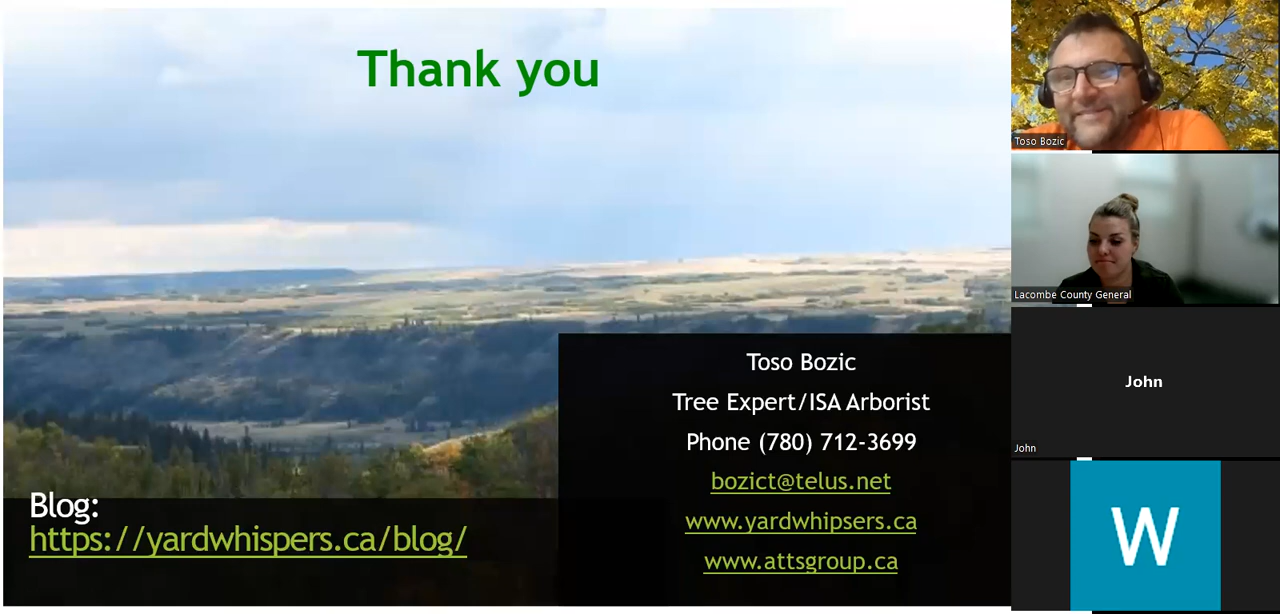 Thank you
Toso Bozic
Tree Expert/ISA Arborist
Phone (780) 712-3699
bozict@telus.net
www.yardwhipsers.ca
www.attsgroup.ca
Blog:
https://yardwhispers.ca/blog/
Toso Bozic
Lacombe County General
John
John
W